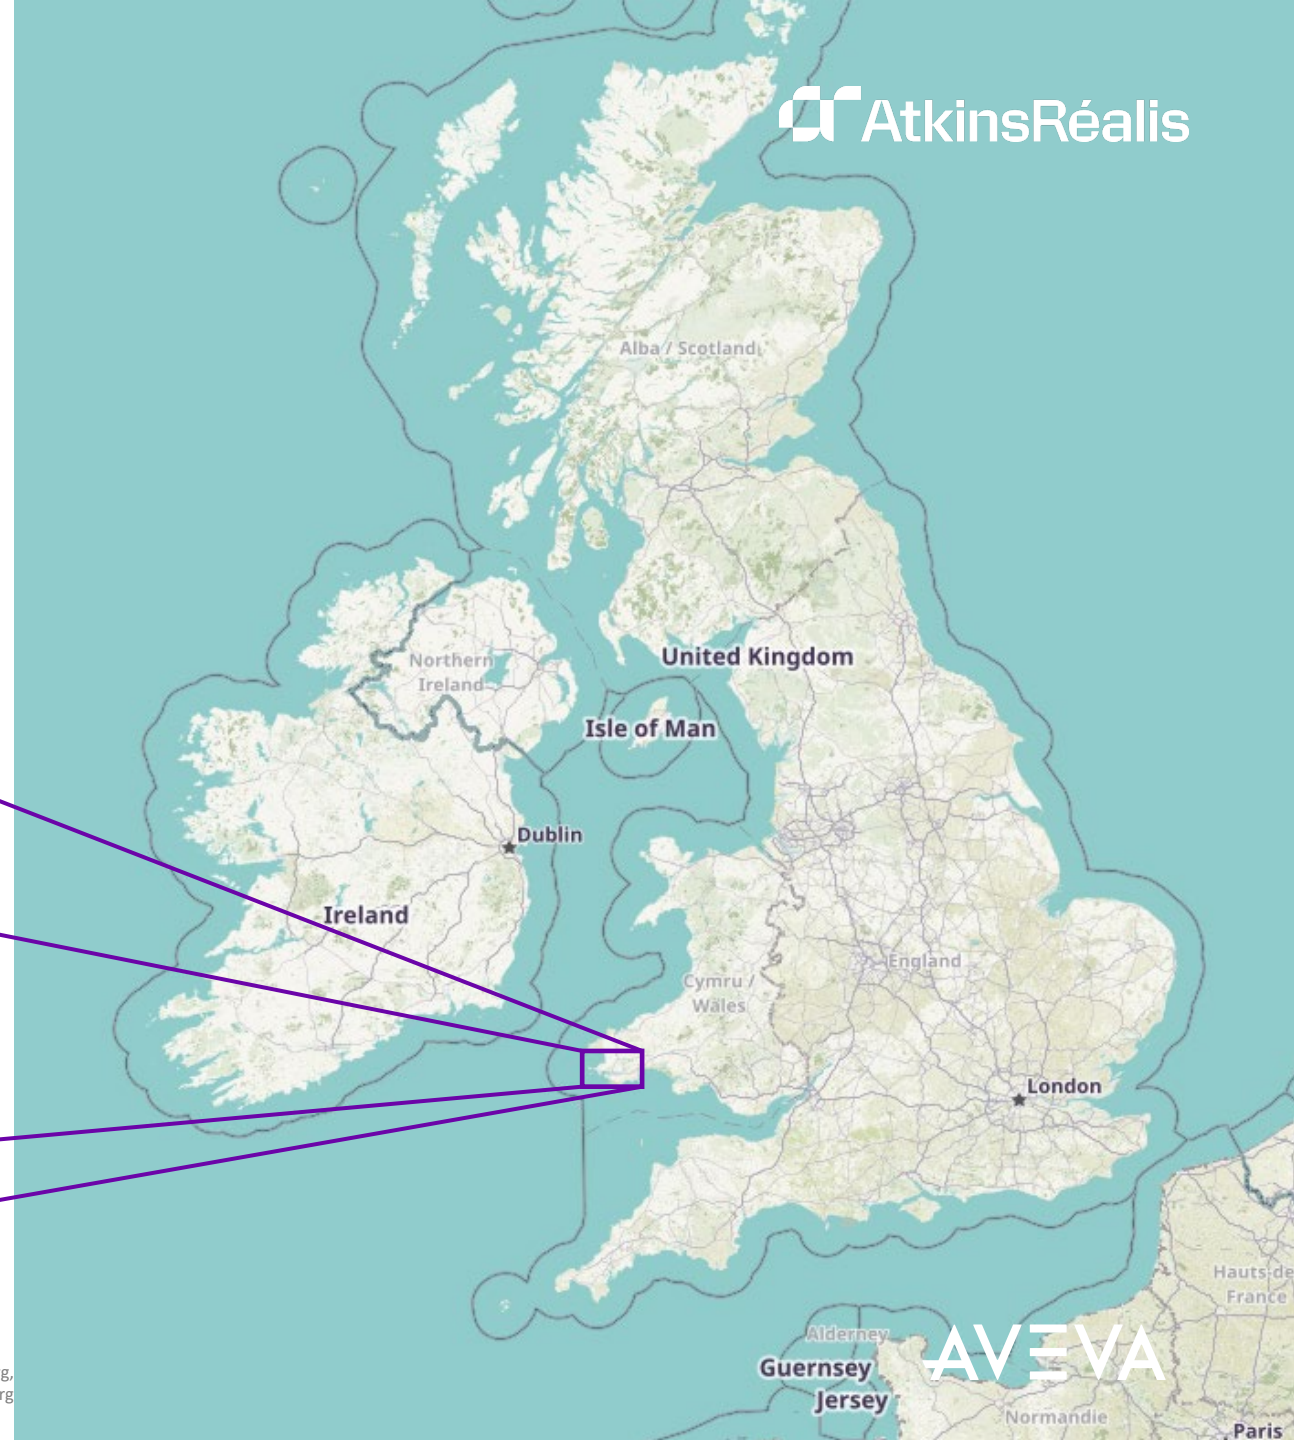 AtkinsRéalis
Alba / Scotland
United Kingdom
Northern
Ireland
Isle of Man
Dublin
Ireland
England
Cymru /
Wales
London
Hauts-de
France
Alderney
AVEVA
Guernsey
Jersey
Normandie
Paris